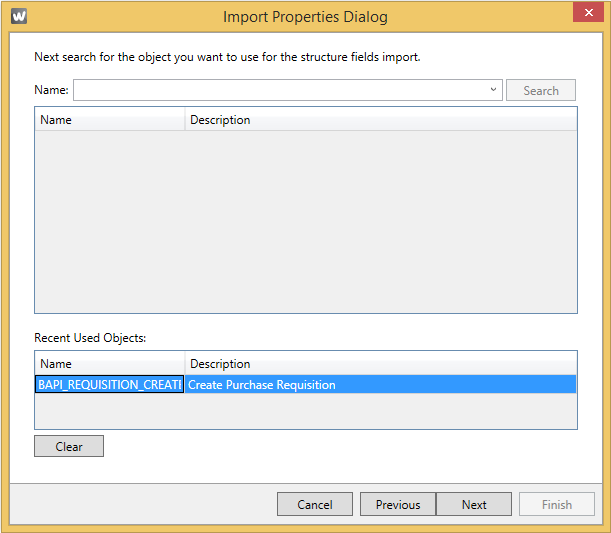 Import Properties Dialog
Next search for the object you want to use for the structure fields import.
Name: Search
Name Description
Recent Used Objects:
Name Description
BAPI_REQUISITION_CREATI Create Purchase Requisition
Clear
Cancel Previous Next Finish